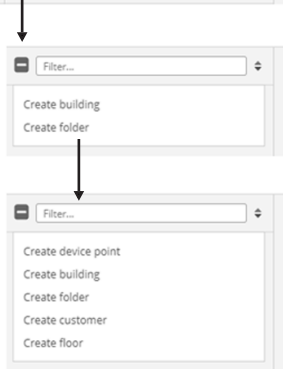 Filter...
Create building
Create folder
Filter...
Create device point
Create building
Create folder
Create customer
Create floor